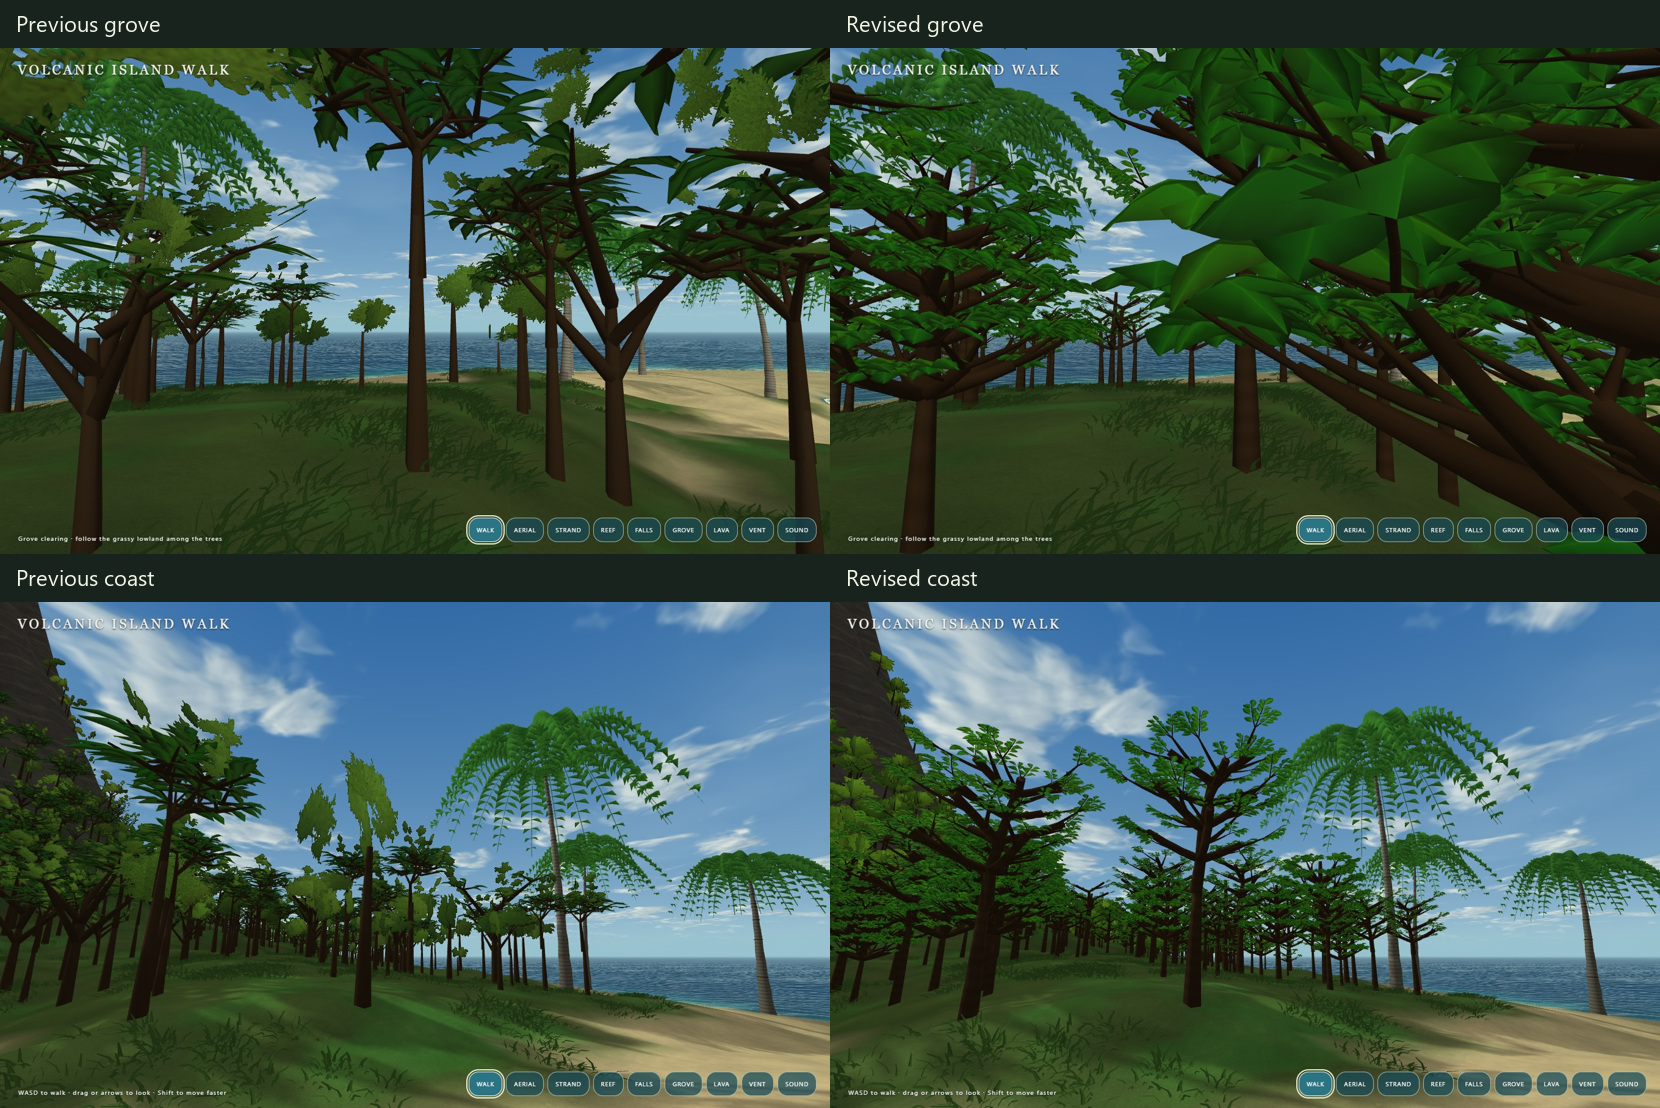 Previous grove
Revised grove
VOLCANIC ISLAND WALK
VOLCANIC ISLAND WALK
Grove clearing · follow the grassy lowland among the trees
WALK AERIAL STRAND REEF FALLS GROVE LAVA VENT SOUND
Grove clearing · follow the grassy lowland among the trees
WALK AERIAL STRAND REEF FALLS GROVE LAVA VENT SOUND
Previous coast
Revised coast
VOLCANIC ISLAND WALK
VOLCANIC ISLAND WALK
WASD to walk · drag or arrows to look · Shift to move faster
WALK AERIAL STRAND REEF FALLS GROVE LAVA VENT SOUND
WASD to walk · drag or arrows to look · Shift to move faster
WALK AERIAL STRAND REEF FALLS GROVE LAVA VENT SOUND